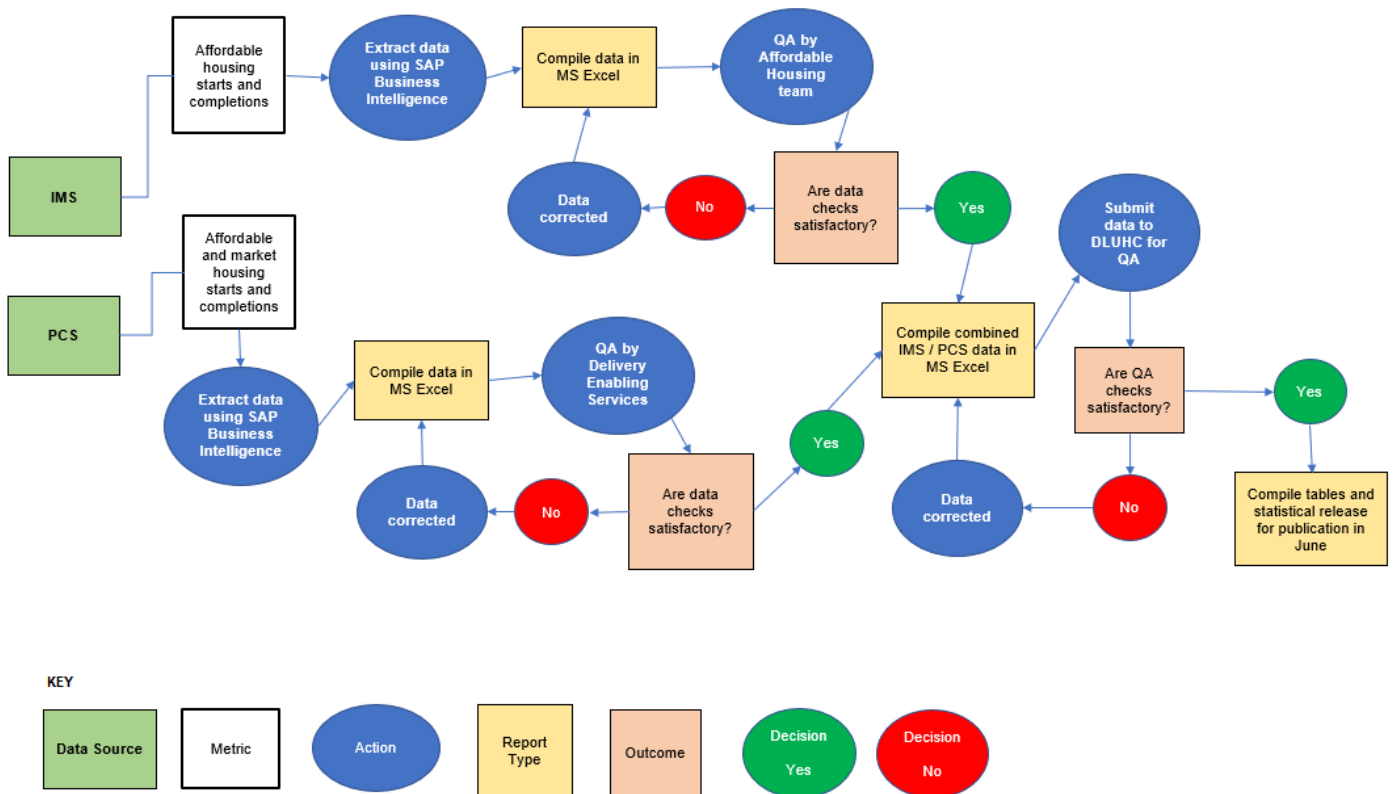 Affordable
housing
starts and
completions
Extract data
using SAP
Business
Intelligence
Compile data in
MS Excel
QA by
Affordable
Housing
team
IMS
Data
corrected
No
Are data
checks
satisfactory?
Yes
Submit
data to
DLUHC for
QA
PCS
Affordable
and market
housing
starts and
completions
Extract data
using SAP
Business
Intelligence
Compile data in
MS Excel
QA by
Delivery
Enabling
Services
Compile combined
IMS / PCS data in
MS Excel
Are QA
checks
satisfactory?
Yes
Data
corrected
No
Are data
checks
satisfactory?
Yes
Data
corrected
No
Compile tables and
statistical release
for publication in
June
KEY
Data Source
Metric
Action
Report
Type
Outcome
Decision
Yes
Decision
No